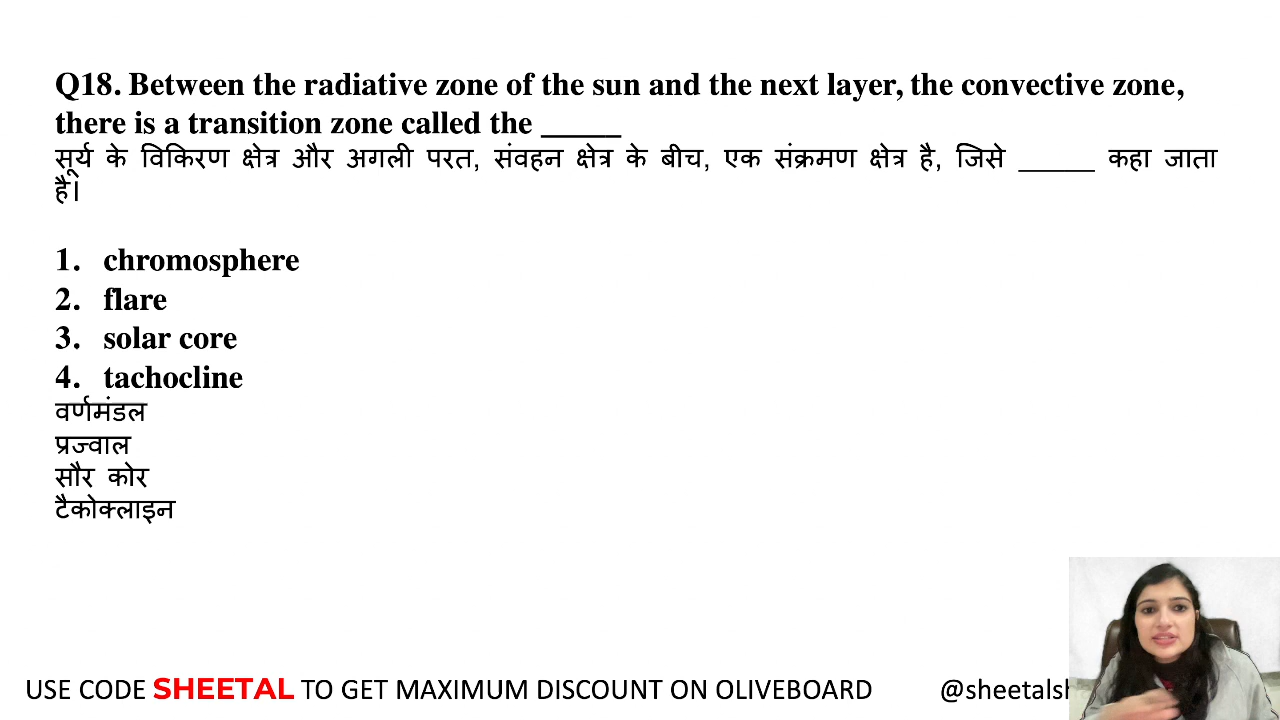 Q18. Between the radiative zone of the sun and the next layer, the convective zone,
there is a transition zone called the _____
सूर्य के विकिरण क्षेत्र और अगली परत, संवहन क्षेत्र के बीच, एक संक्रमण क्षेत्र है, जिसे ______ कहा जाता
है।
1. chromosphere
2. flare
3. solar core
4. tachocline
वर्णमंडल
प्रज्वाल
सौर कोर
टैकोक्लाइन
USE CODE SHEETAL TO GET MAXIMUM DISCOUNT ON OLIVEBOARD